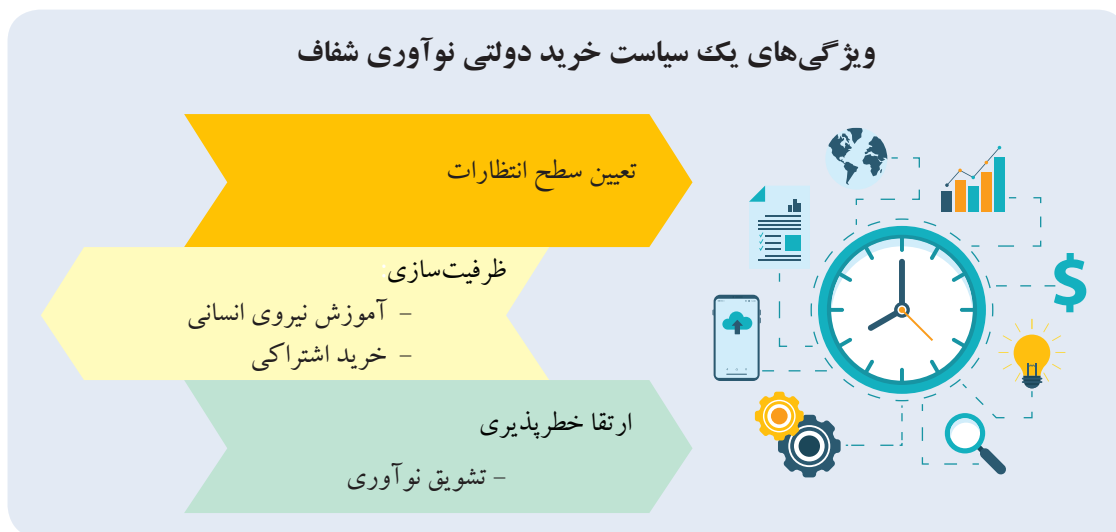 ویژگی‌های یک سیاست خرید دولتی نوآوری شفاف
تعیین سطح انتظارات
ظرفیت‌سازی
– آموزش نیروی انسانی
– خرید اشتراکی
ارتقا خطرپذیری
– تشویق نوآوری
$